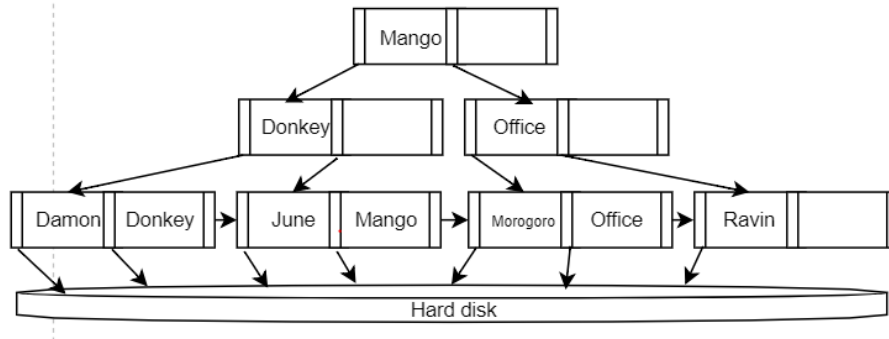 Mango
Donkey
Office
Damon Donkey June Mango Morogoro Office Ravin
Hard disk